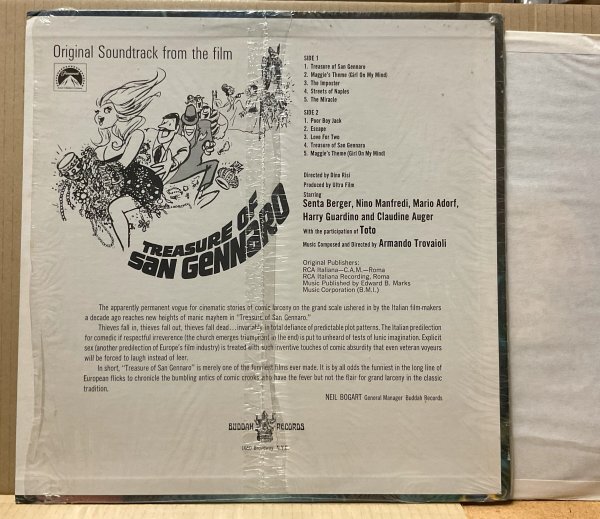 Original Soundtrack from the film
SIDE 1
1. Treasure of San Gennaro
2. Maggie's Theme (Girl On My Mind)
3. The Imposter
4. Streets of Naples
5. The Miracle
SIDE 2
1. Poor Boy Jack
2. Escape
3. Love For Two
4. Treasure of San Gennaro
5. Maggie's Theme (Girl On My Mind)
Directed by Dino Risi
Produced by Ultra Film
Starring
Senta Berger, Nino Manfredi, Mario Adorf,
Harry Guardino and Claudine Auger
With the participation of Toto
Music Composed and Directed by Armando Trovaioli
TREASURE OF
SAN GENNARO
Original Publishers:
RCA Italiana—C.A.M.—Roma
RCA Italiana Recording, Roma
Music Published by Edward B. Marks
Music Corporation (B.M.I.)
The apparently permanent vogue for cinematic stories of comic larceny on the grand scale ushered in by the Italian film-makers
a decade ago reaches new heights of manic mayhem in "Treasure of San Gennaro."
Thieves fall in, thieves fall out, thieves fall dead...invariably in total defiance of predictable plot patterns. The Italian predilection
for comedic if respectful irreverence (the church emerges triumphant in the end) is put to unheard of tests of lunatic imagination. Explicit
sex (another predilection of Europe's film industry) is treated with such inventive touches of comic absurdity that even veteran voyeurs
will be forced to laugh instead of leer.
In short, "Treasure of San Gennaro" is merely one of the funniest films ever made. It is by all odds the funniest in the long line of
European flicks to chronicle the bumbling antics of comic crooks who have the fever but not the flair for grand larceny in the classic
tradition.
NEIL BOGART General Manager Buddah Records
BUDDAH RECORDS
1650 Broadway N.Y.C.